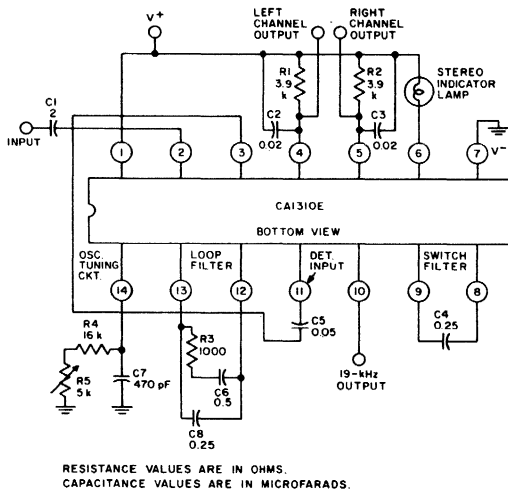 V+
LEFT
CHANNEL
OUTPUT
RIGHT
CHANNEL
OUTPUT
R1
3.9
k
R2
3.9
k
STEREO
INDICATOR
LAMP
C1
2
INPUT
C2
0.02
C3
0.02
1
2
3
4
5
6
7
V-
CA1310E
BOTTOM VIEW
OSC.
TUNING
CKT.
LOOP
FILTER
DET.
INPUT
SWITCH
FILTER
14
13
12
11
10
9
8
R4
16 k
R5
5 k
C7
470 pF
R3
1000
C6
0.5
C8
0.25
C5
0.05
19-kHz
OUTPUT
C4
0.25
RESISTANCE VALUES ARE IN OHMS.
CAPACITANCE VALUES ARE IN MICROFARADS.